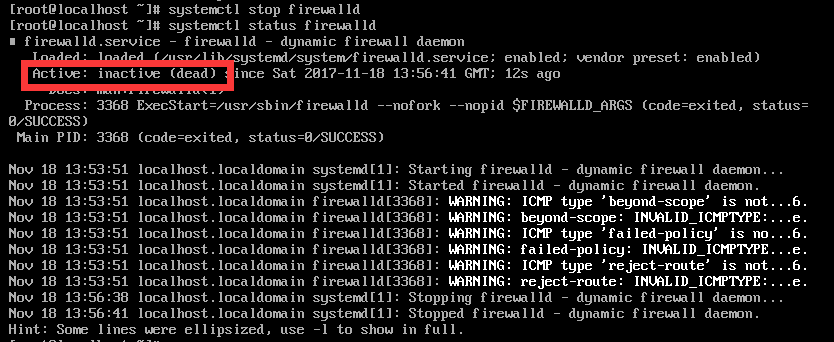 [root@localhost ~]# systemctl stop firewalld
[root@localhost ~]# systemctl status firewalld
■ firewalld.service - firewalld - dynamic firewall daemon
Loaded: loaded (/usr/lib/systemd/system/firewalld.service; enabled; vendor preset: enabled)
Active: inactive (dead) since Sat 2017-11-18 13:56:41 GMT; 12s ago
Docs: man:firewalld(1)
Process: 3368 ExecStart=/usr/sbin/firewalld --nofork --nopid $FIREWALLD_ARGS (code=exited, status=
0/SUCCESS)
Main PID: 3368 (code=exited, status=0/SUCCESS)
Nov 18 13:53:51 localhost.localdomain systemd[1]: Starting firewalld - dynamic firewall daemon...
Nov 18 13:53:51 localhost.localdomain systemd[1]: Started firewalld - dynamic firewall daemon.
Nov 18 13:53:51 localhost.localdomain firewalld[3368]: WARNING: ICMP type 'beyond-scope' is not...6.
Nov 18 13:53:51 localhost.localdomain firewalld[3368]: WARNING: beyond-scope: INVALID_ICMPTYPE:...e.
Nov 18 13:53:51 localhost.localdomain firewalld[3368]: WARNING: ICMP type 'failed-policy' is no...6.
Nov 18 13:53:51 localhost.localdomain firewalld[3368]: WARNING: failed-policy: INVALID_ICMPTYPE...e.
Nov 18 13:53:51 localhost.localdomain firewalld[3368]: WARNING: ICMP type 'reject-route' is not...6.
Nov 18 13:53:51 localhost.localdomain firewalld[3368]: WARNING: reject-route: INVALID_ICMPTYPE:...e.
Nov 18 13:56:38 localhost.localdomain systemd[1]: Stopping firewalld - dynamic firewall daemon...
Nov 18 13:56:41 localhost.localdomain systemd[1]: Stopped firewalld - dynamic firewall daemon.
Hint: Some lines were ellipsized, use -l to show in full.
[root@localhost ~]#